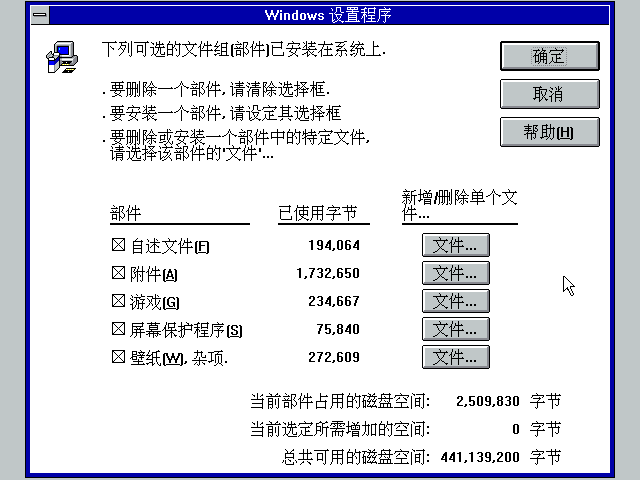 Windows 设置程序
下列可选的文件组(部件)已安装在系统上.
确定
. 要删除一个部件, 请清除选择框.
取消
. 要安装一个部件, 请设定其选择框
. 要删除或安装一个部件中的特定文件,
请选择该部件的'文件'...
帮助(H)
部件 已使用字节 新增/删除单个文
件...
自述文件(F) 194,064 文件...
附件(A) 1,732,650 文件...
游戏(G) 234,667 文件...
屏幕保护程序(S) 75,840 文件...
壁纸(W), 杂项. 272,609 文件...
当前部件占用的磁盘空间: 2,509,830 字节
当前选定所需增加的空间: 0 字节
总共可用的磁盘空间: 441,139,200 字节